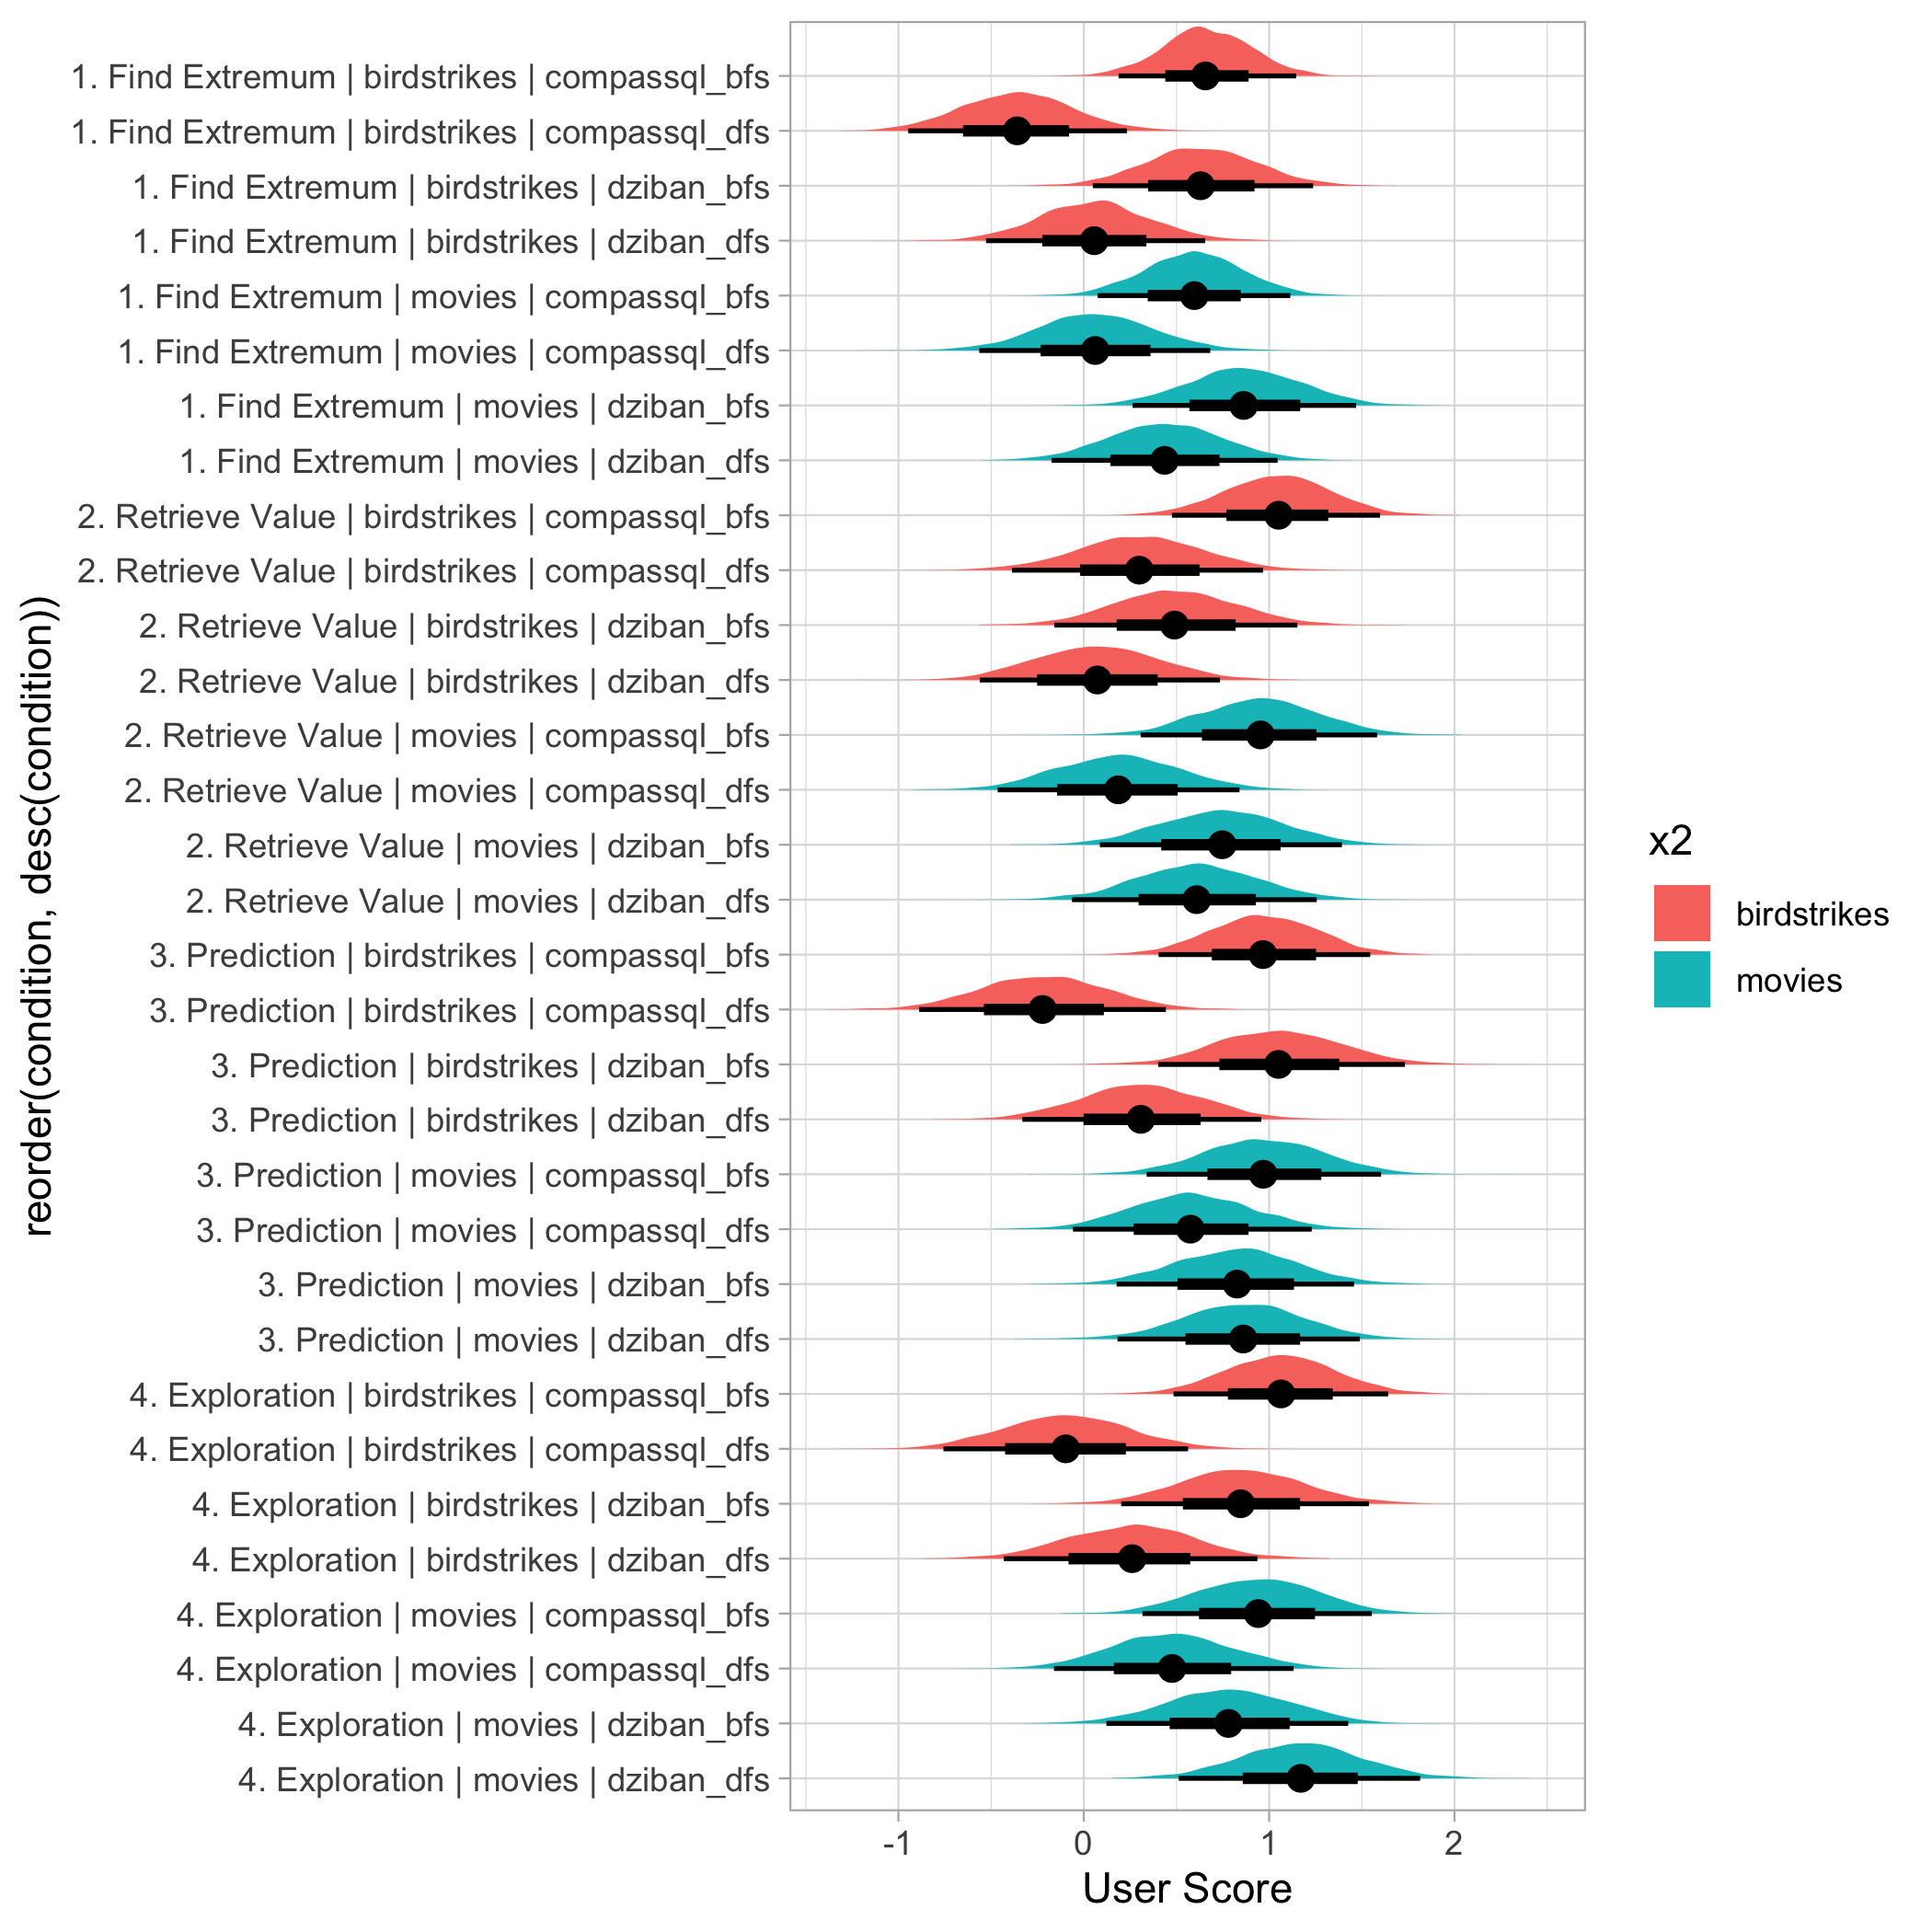 1. Find Extremum | birdstrikes | compassql_bfs
1. Find Extremum | birdstrikes | compassql_dfs
1. Find Extremum | birdstrikes | dziban_bfs
1. Find Extremum | birdstrikes | dziban_dfs
1. Find Extremum | movies | compassql_bfs
1. Find Extremum | movies | compassql_dfs
1. Find Extremum | movies | dziban_bfs
1. Find Extremum | movies | dziban_dfs
2. Retrieve Value | birdstrikes | compassql_bfs
2. Retrieve Value | birdstrikes | compassql_dfs
2. Retrieve Value | birdstrikes | dziban_bfs
2. Retrieve Value | birdstrikes | dziban_dfs
2. Retrieve Value | movies | compassql_bfs
2. Retrieve Value | movies | compassql_dfs
2. Retrieve Value | movies | dziban_bfs
2. Retrieve Value | movies | dziban_dfs
3. Prediction | birdstrikes | compassql_bfs
3. Prediction | birdstrikes | compassql_dfs
3. Prediction | birdstrikes | dziban_bfs
3. Prediction | birdstrikes | dziban_dfs
3. Prediction | movies | compassql_bfs
3. Prediction | movies | compassql_dfs
3. Prediction | movies | dziban_bfs
3. Prediction | movies | dziban_dfs
4. Exploration | birdstrikes | compassql_bfs
4. Exploration | birdstrikes | compassql_dfs
4. Exploration | birdstrikes | dziban_bfs
4. Exploration | birdstrikes | dziban_dfs
4. Exploration | movies | compassql_bfs
4. Exploration | movies | compassql_dfs
4. Exploration | movies | dziban_bfs
4. Exploration | movies | dziban_dfs
reorder(condition, desc(condition))
-1 0 1 2
User Score
x2
birdstrikes
movies